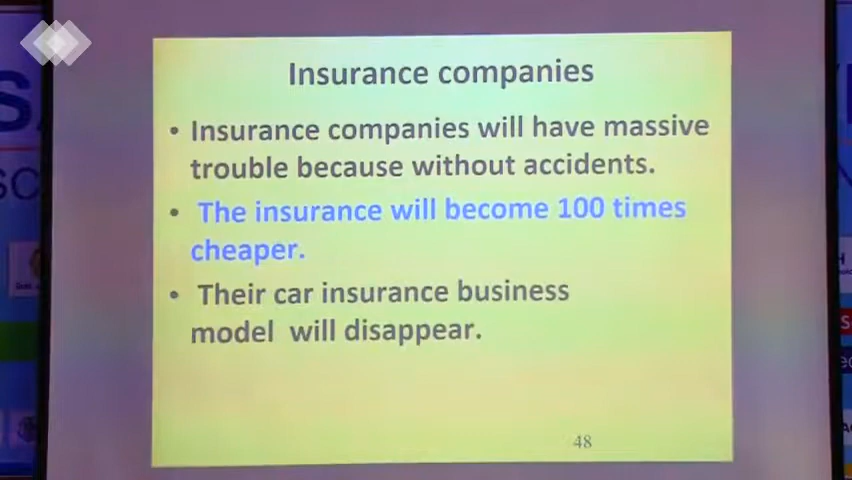 Insurance companies
• Insurance companies will have massive
trouble because without accidents.
• The insurance will become 100 times
cheaper.
• Their car insurance business
model will disappear.
48